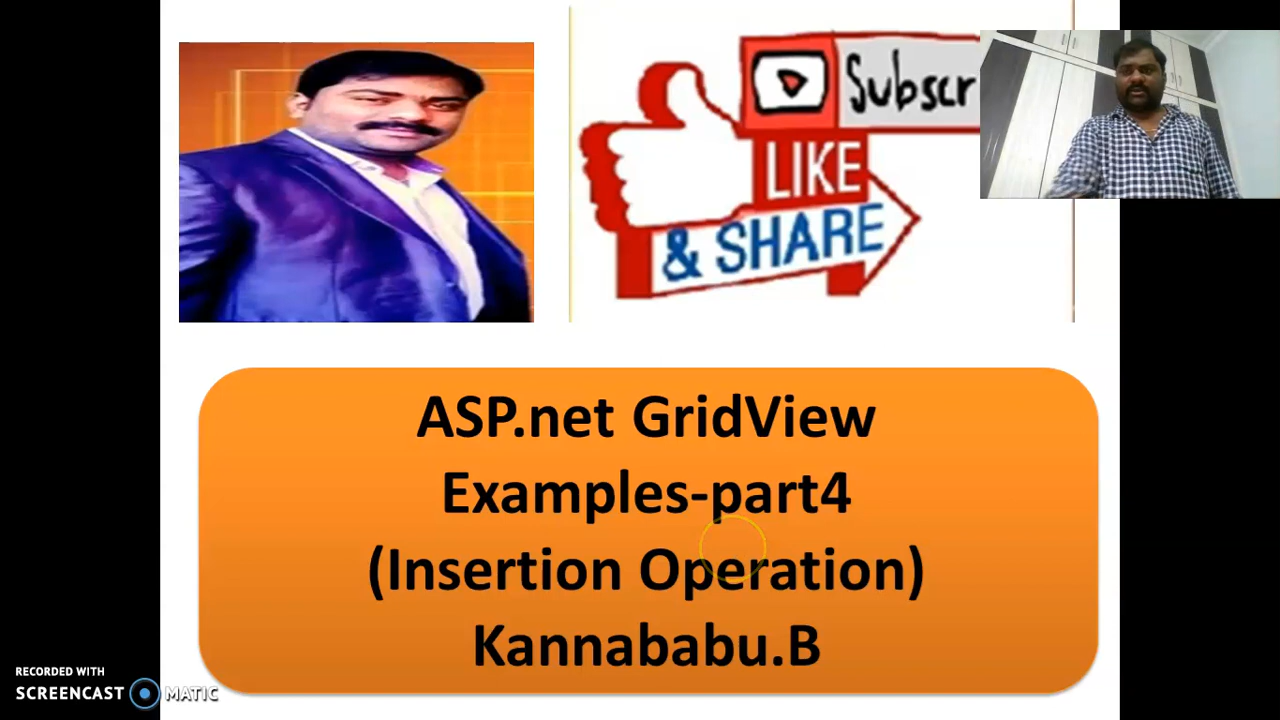 Subscr
LIKE
& SHARE
ASP.net GridView
Examples-part4
(Insertion Operation)
Kannababu.B
RECORDED WITH
SCREENCAST MATIC